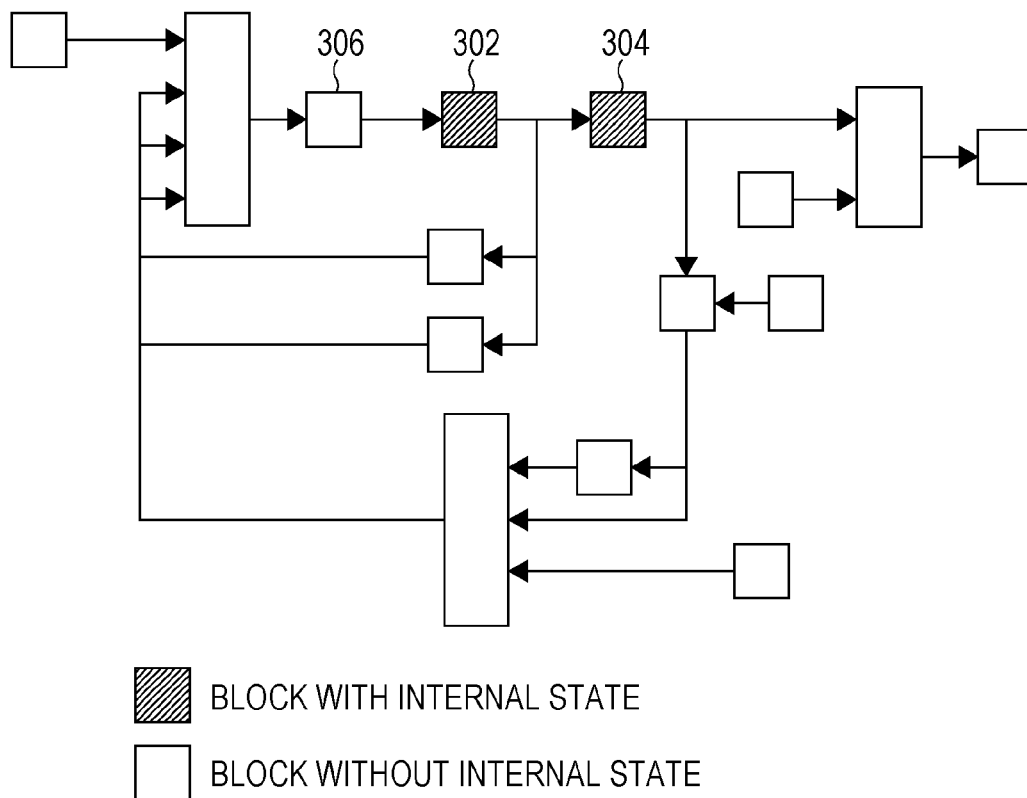 306
302
304
BLOCK WITH INTERNAL STATE
BLOCK WITHOUT INTERNAL STATE